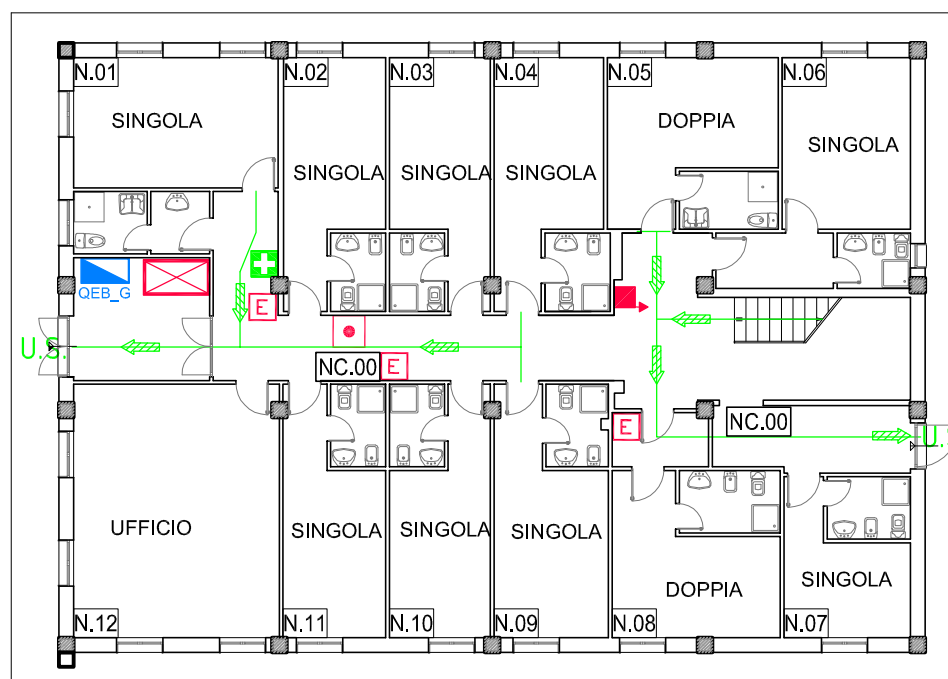 N.01
N.02
N.03
N.04
N.05
N.06
SINGOLA
DOPPIA
SINGOLA
SINGOLA
SINGOLA
SINGOLA
QEB_G
E
U.S.
NC.00
E
E
NC.00
U.S
UFFICIO
SINGOLA
SINGOLA
SINGOLA
DOPPIA
SINGOLA
N.12
N.11
N.10
N.09
N.08
N.07